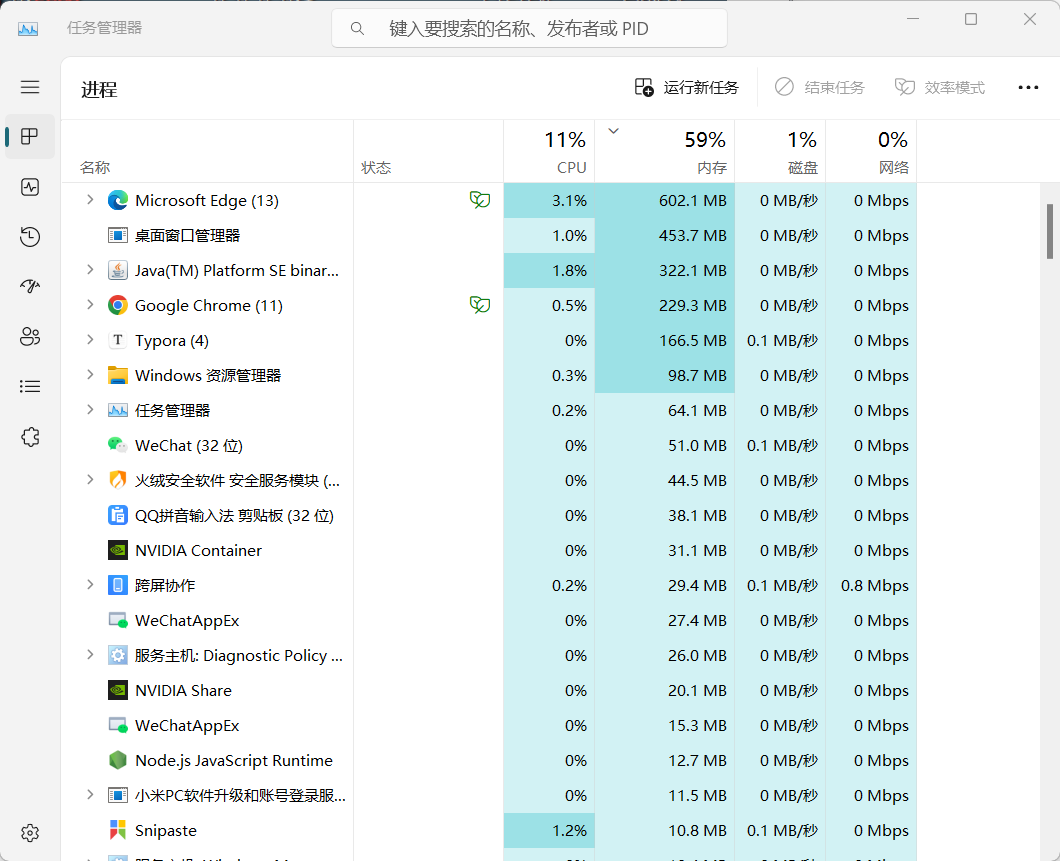 任务管理器
键入要搜索的名称、发布者或 PID
进程
运行新任务
结束任务
效率模式
11% 59% 1% 0%
名称 状态 CPU 内存 磁盘 网络
Microsoft Edge (13) 3.1% 602.1 MB 0 MB/秒 0 Mbps
桌面窗口管理器 1.0% 453.7 MB 0 MB/秒 0 Mbps
Java(TM) Platform SE binar... 1.8% 322.1 MB 0 MB/秒 0 Mbps
Google Chrome (11) 0.5% 229.3 MB 0 MB/秒 0 Mbps
T Typora (4) 0% 166.5 MB 0.1 MB/秒 0 Mbps
Windows 资源管理器 0.3% 98.7 MB 0 MB/秒 0 Mbps
任务管理器 0.2% 64.1 MB 0 MB/秒 0 Mbps
WeChat (32 位) 0% 51.0 MB 0.1 MB/秒 0 Mbps
火绒安全软件 安全服务模块 (... 0% 44.5 MB 0 MB/秒 0 Mbps
QQ拼音输入法 剪贴板 (32 位) 0% 38.1 MB 0 MB/秒 0 Mbps
NVIDIA Container 0% 31.1 MB 0 MB/秒 0 Mbps
跨屏协作 0.2% 29.4 MB 0.1 MB/秒 0.8 Mbps
WeChatAppEx 0% 27.4 MB 0 MB/秒 0 Mbps
服务主机: Diagnostic Policy ... 0% 26.0 MB 0 MB/秒 0 Mbps
NVIDIA Share 0% 20.1 MB 0 MB/秒 0 Mbps
WeChatAppEx 0% 15.3 MB 0 MB/秒 0 Mbps
Node.js JavaScript Runtime 0% 12.7 MB 0 MB/秒 0 Mbps
小米PC软件升级和账号登录服... 0% 11.5 MB 0 MB/秒 0 Mbps
Snipaste 1.2% 10.8 MB 0.1 MB/秒 0 Mbps